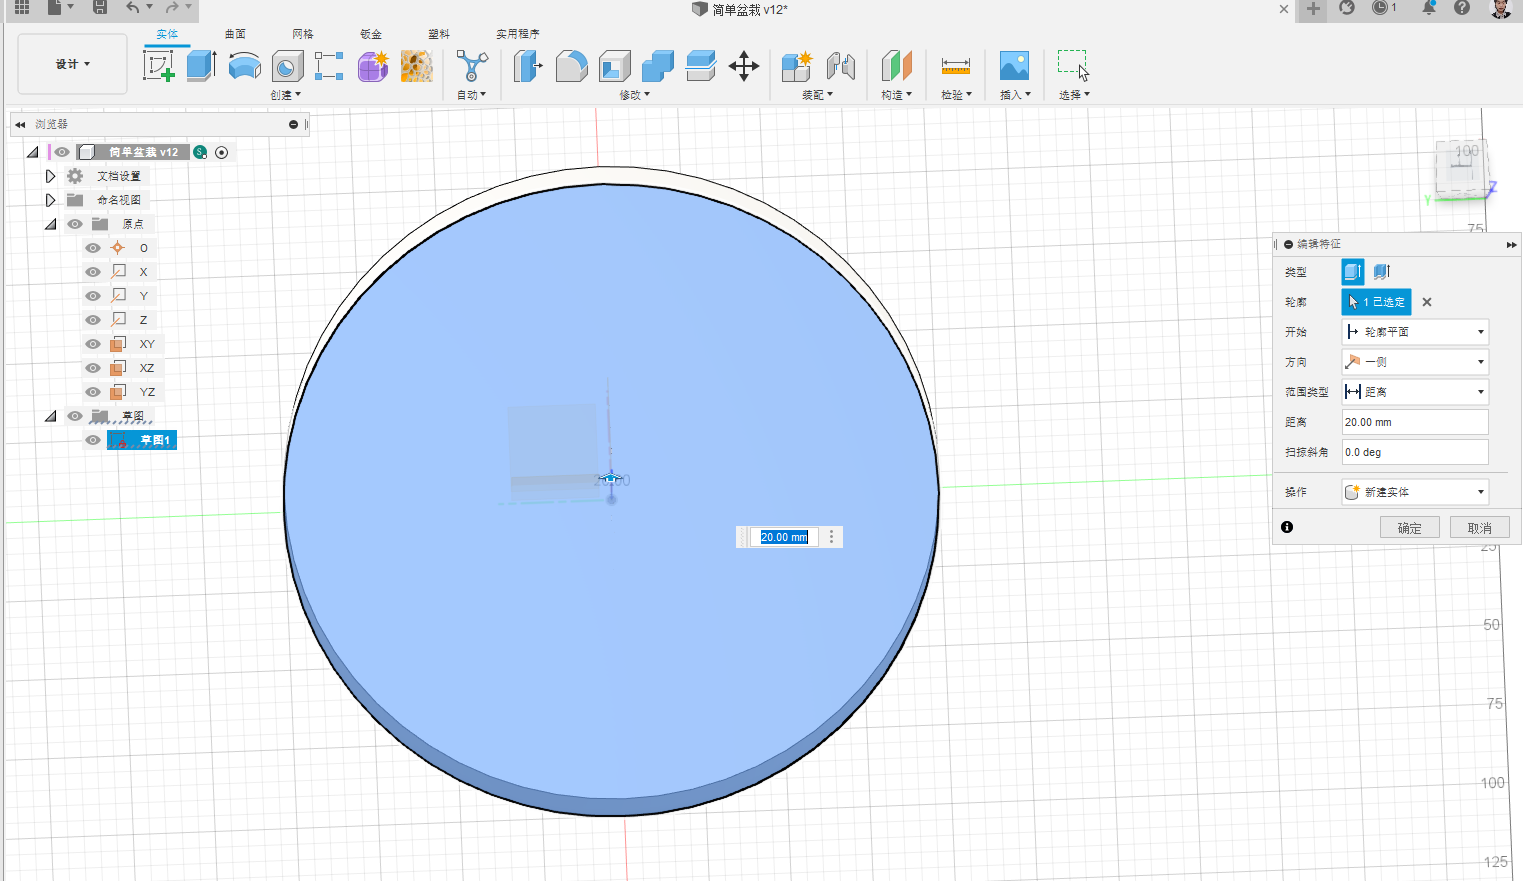 简单盆栽 v12*
1
实体 曲面 网格 钣金 塑料 实用程序
设计
创建 自动 修改 装配 构造 检验 插入 选择
浏览器
简单盆栽 v12
S
文档设置
命名视图
原点
O
X
Y
Z
XY
XZ
YZ
草图
草图1
20.00
20.00 mm
100
Z
Y
75
编辑特征
类型
轮廓 1 已选定
开始 轮廓平面
方向 一侧
范围类型 距离
距离 20.00 mm
扫掠斜角 0.0 deg
操作 新建实体
确定 取消
25
50
75
100
125